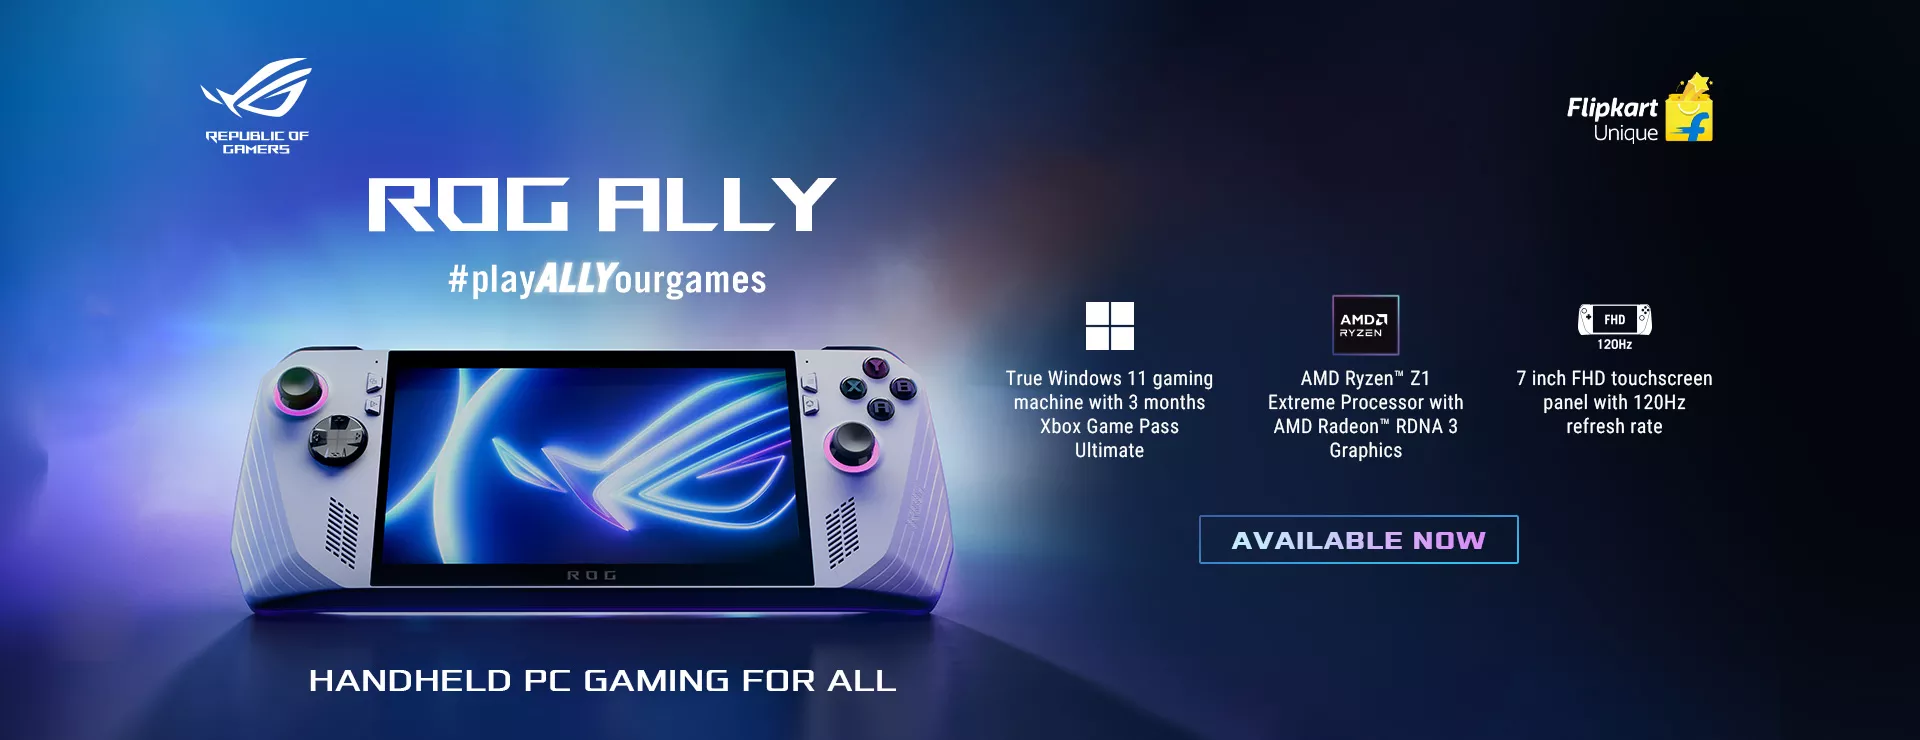 REPUBLIC OF
GAMERS
Flipkart
Unique
ROG ALLY
#playALLYourgames
Y
X
B
A
ROG
AMD
RYZEN
FHD
120Hz
True Windows 11 gaming
machine with 3 months
Xbox Game Pass
Ultimate
AMD Ryzen™ Z1
Extreme Processor with
AMD Radeon™ RDNA 3
Graphics
7 inch FHD touchscreen
panel with 120Hz
refresh rate
AVAILABLE NOW
HANDHELD PC GAMING FOR ALL